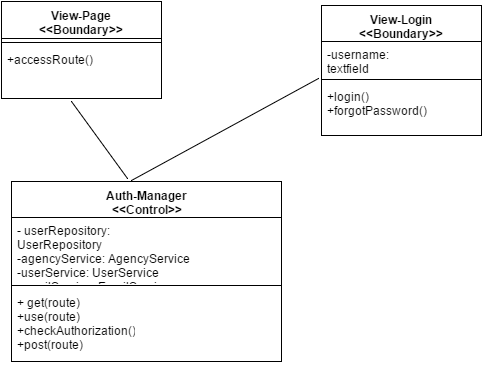 View-Page
<<Boundary>>
+accessRoute()
View-Login
<<Boundary>>
-username:
textfield
+login()
+forgotPassword()
Auth-Manager
<<Control>>
- userRepository:
UserRepository
-agencyService: AgencyService
-userService: UserService
+ get(route)
+use(route)
+checkAuthorization()
+post(route)